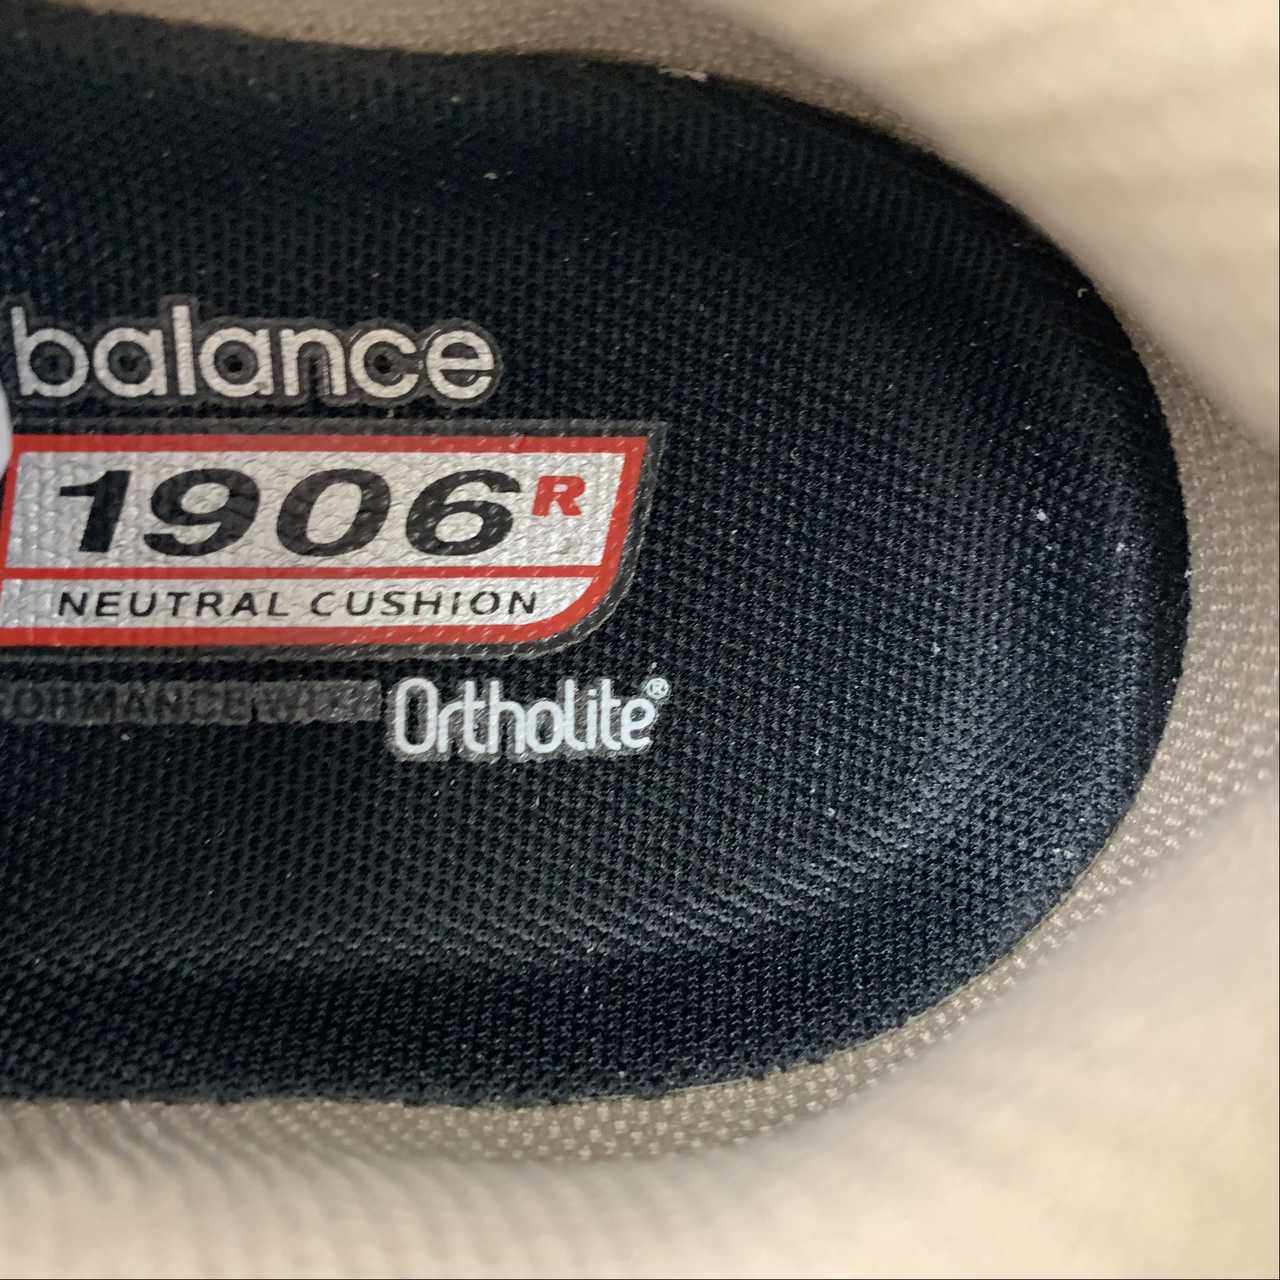 balance
1906R
NEUTRAL CUSHION
Ortholite®